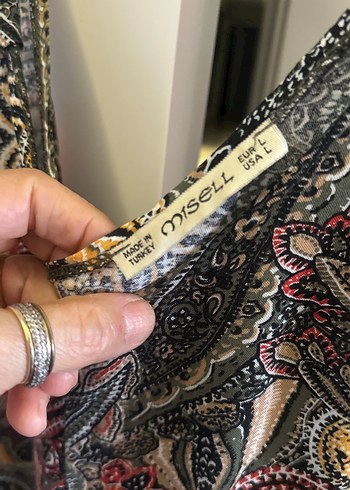 MADE IN
TURKEY
MISELL
EUR L
USA L